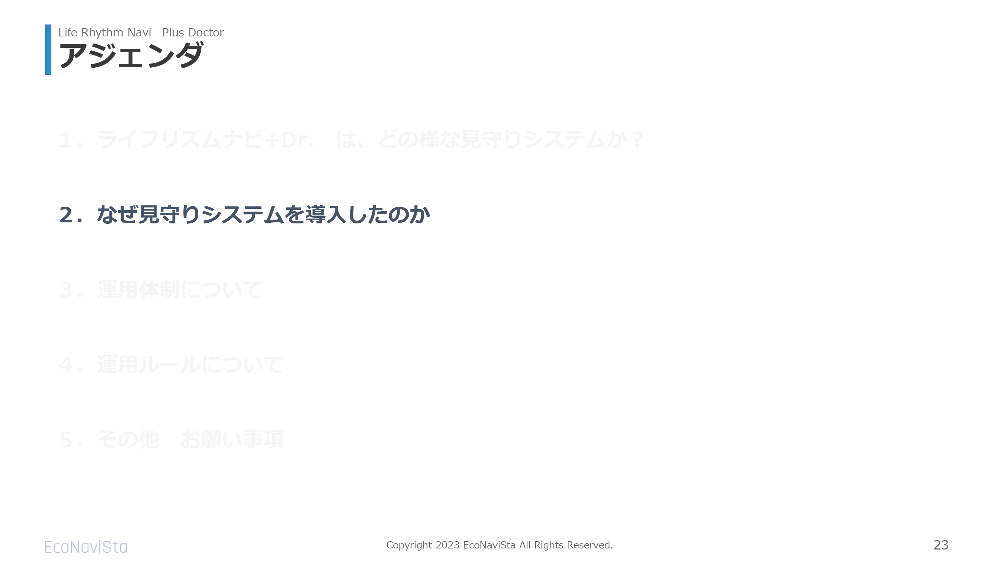 Life Rhythm Navi　Plus Doctor
アジェンダ
１．ライフリズムナビ+Dr.　は、どの様な見守りシステムか？
２．なぜ見守りシステムを導入したのか
３．運用体制について
４．運用ルールについて
５．その他　お願い事項
EcoNaviSta
Copyright 2023 EcoNaviSta All Rights Reserved.
23